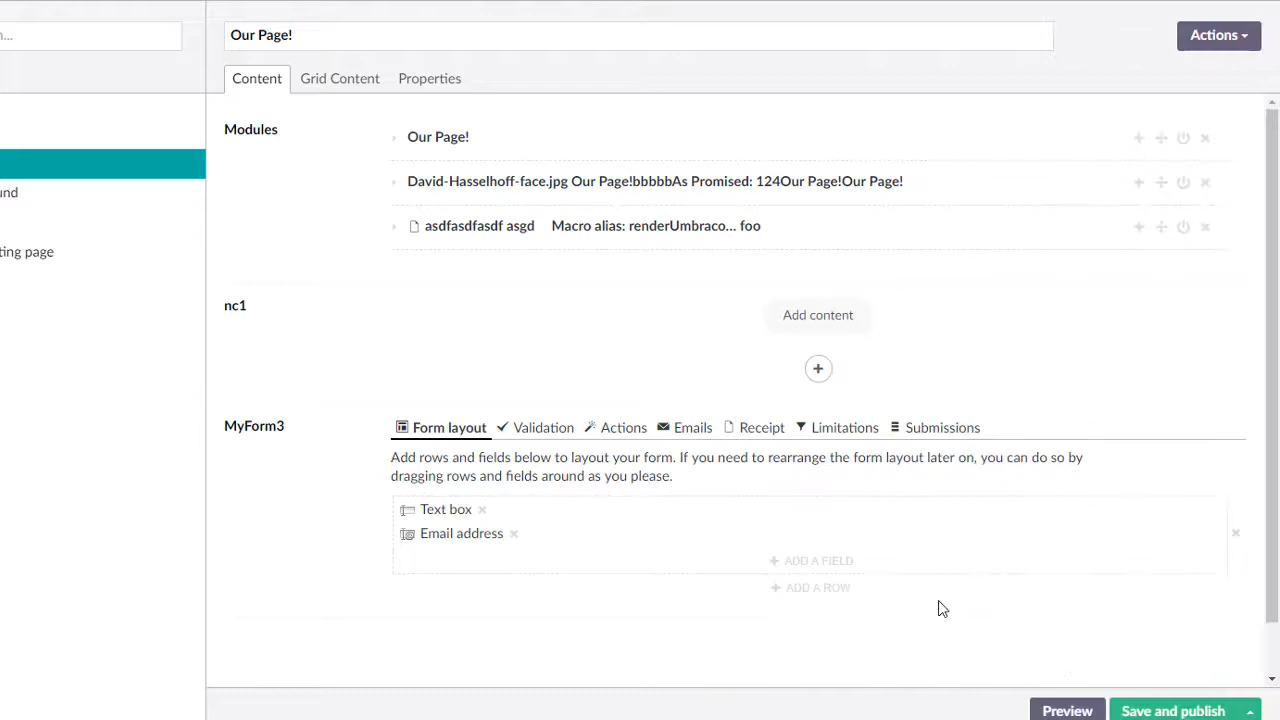 n...
Our Page!
Actions
Content Grid Content Properties
Modules
Our Page!
David-Hasselhoff-face.jpg Our Page!bbbbbAs Promised: 124Our Page!Our Page!
asdfasdfasdf asgd Macro alias: renderUmbraco... foo
und
ting page
nc1
Add content
MyForm3
Form layout Validation Actions Emails Receipt Limitations Submissions
Add rows and fields below to layout your form. If you need to rearrange the form layout later on, you can do so by
dragging rows and fields around as you please.
Text box
Email address
ADD A FIELD
ADD A ROW
Preview Save and publish